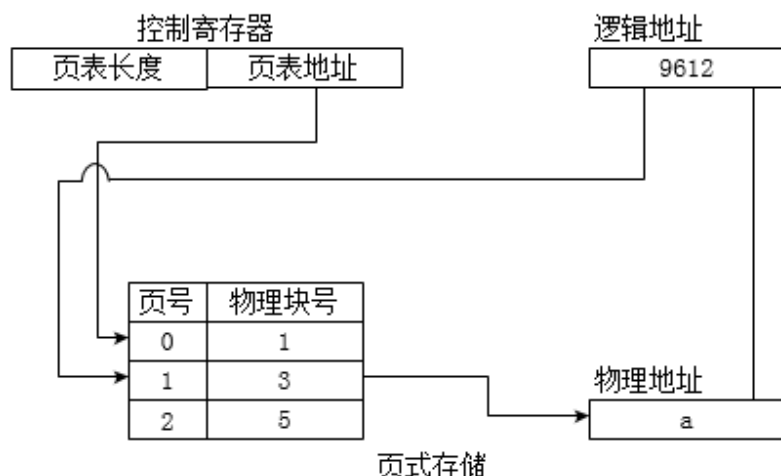 控制寄存器 逻辑地址
页表长度 页表地址 9612
页号 物理块号
0 1
1 3 物理地址
2 5 a
页式存储